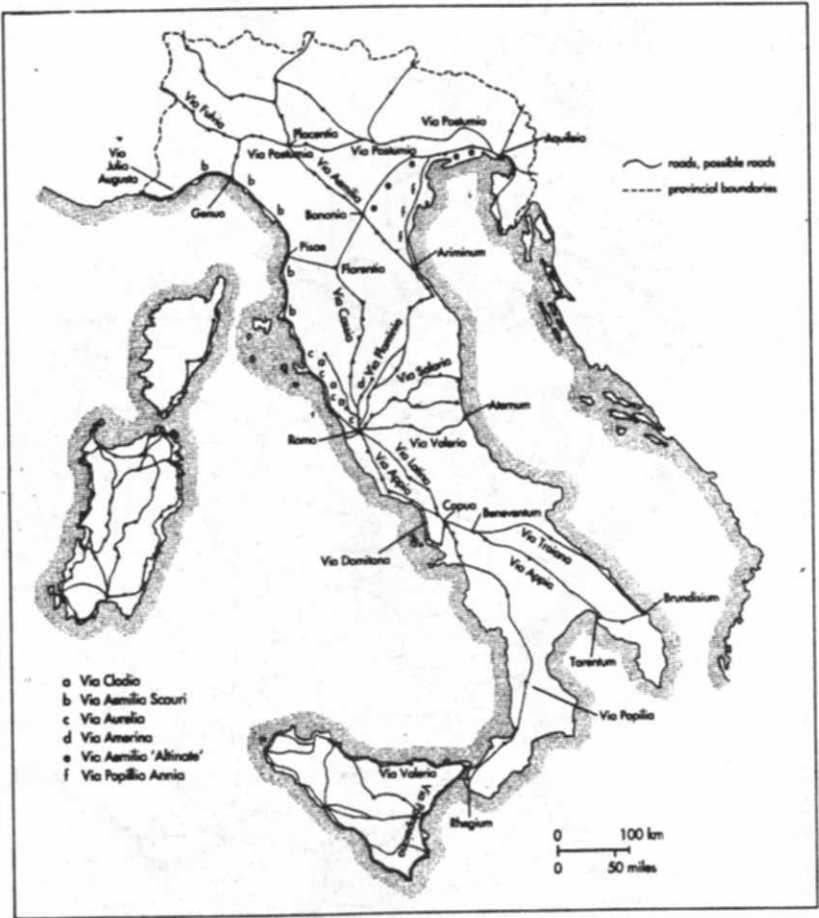 Via Fulvia
Placentia
Via Postumia
Via Postumia
Via Postumia
Aquileia
Via
Julia
Augusta
b
b
b
b
b
b
Genua
Via Aemilia
Bononia
e
e
e
e
e
f
f
f
roads, possible roads
provincial boundaries
Pisae
Florentia
Ariminum
Via Cassia
Via Flaminia
d
c
a
c
a
c
a
c
a
c
Via Salaria
Aternum
Roma
Via Valeria
Via Latina
Via Appia
Capua
Beneventum
Via Traiana
Via Domitana
Via Appia
Brundisium
Tarentum
Via Popilia
a Via Clodia
b Via Aemilia Scauri
c Via Aurelia
d Via Amerina
e Via Aemilia 'Altinate'
f Via Popillia Annia
Via Valeria
Rhegium
0 100 km
0 50 miles